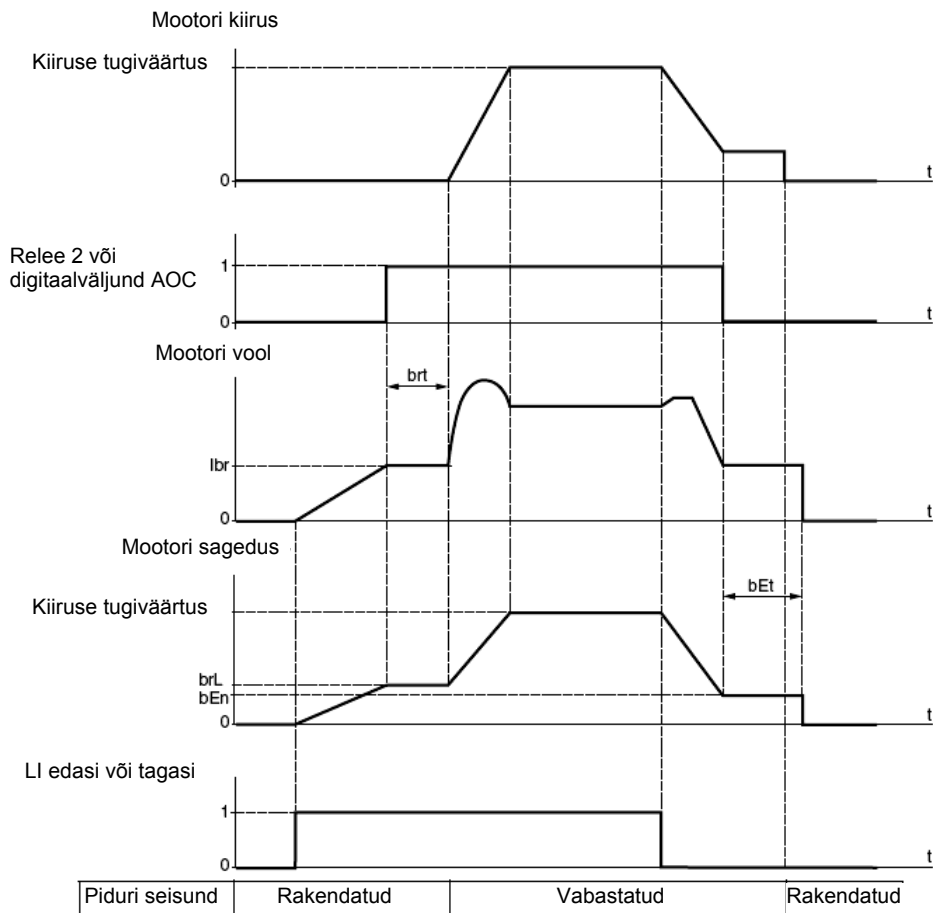 Mootori kiirus
Kiiruse tugiväärtus
0
t
Relee 2 või
digitaalväljund AOC
1
0
t
Mootori vool
brt
Ibr
0
t
Mootori sagedus
bEt
Kiiruse tugiväärtus
brL
bEn
0
t
LI edasi või tagasi
1
0
t
Piduri seisund Rakendatud Vabastatud Rakendatud